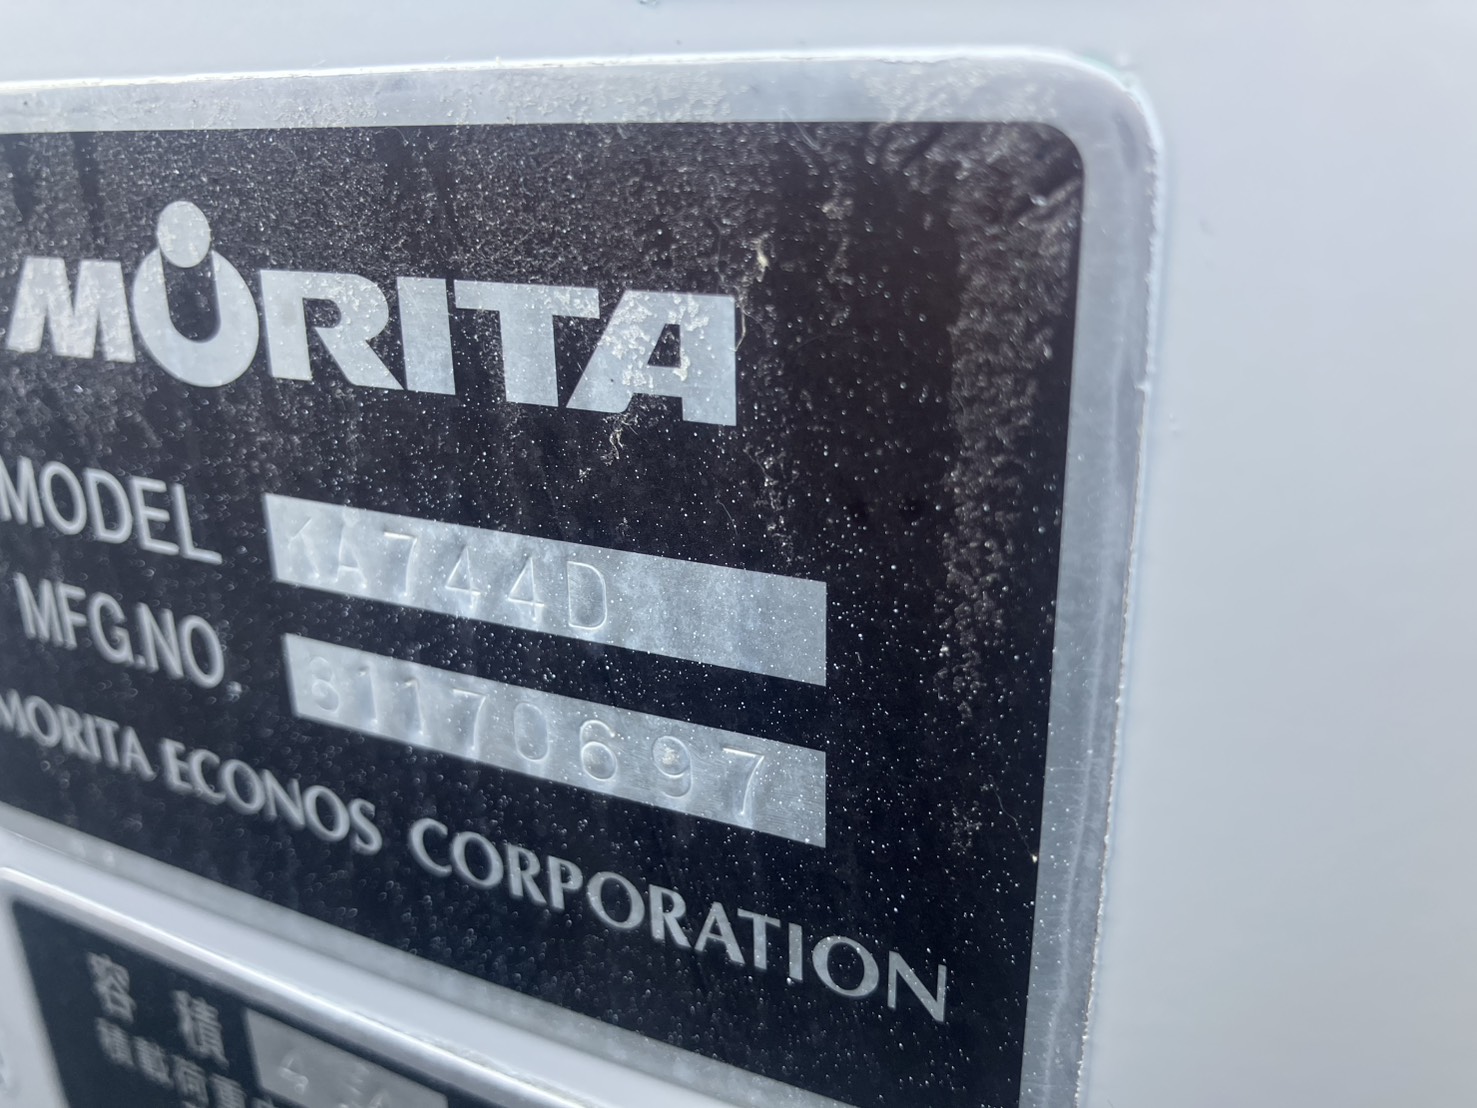 MORITA
MODEL KA744D
MFG.NO. 81170697
MORITA ECONOS CORPORATION
容積
積載荷重